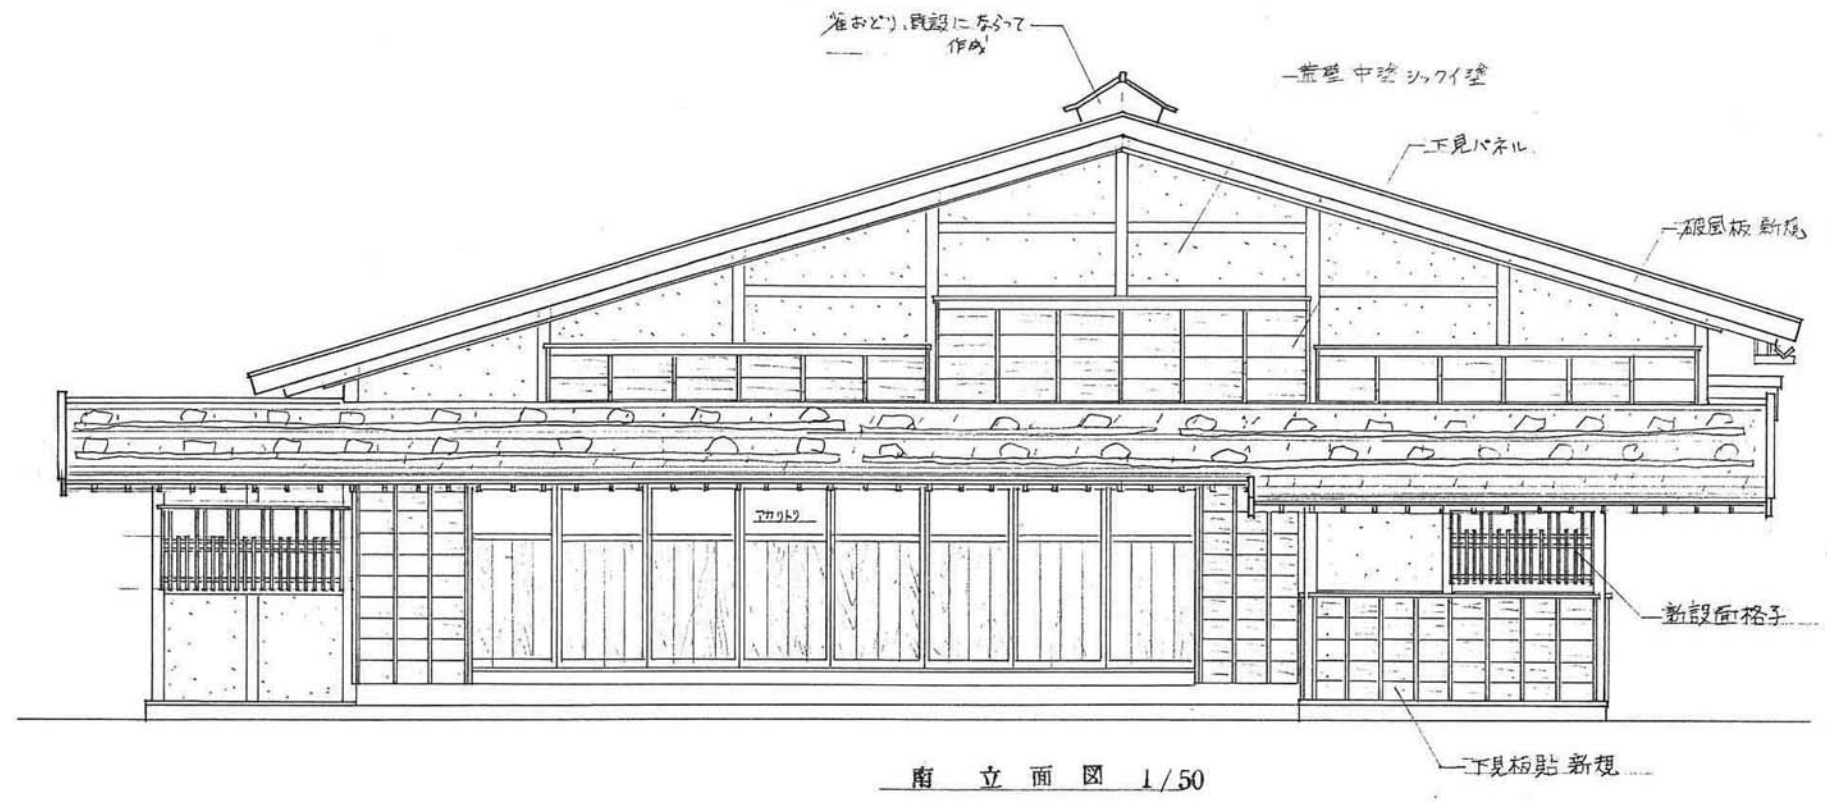 雀おどり、既設にならって
作成
荒壁 中塗 シックイ塗
下見パネル
破風板 新規
アカリトリ
新設面格子
下見板貼 新規
南 立 面 図 1/50